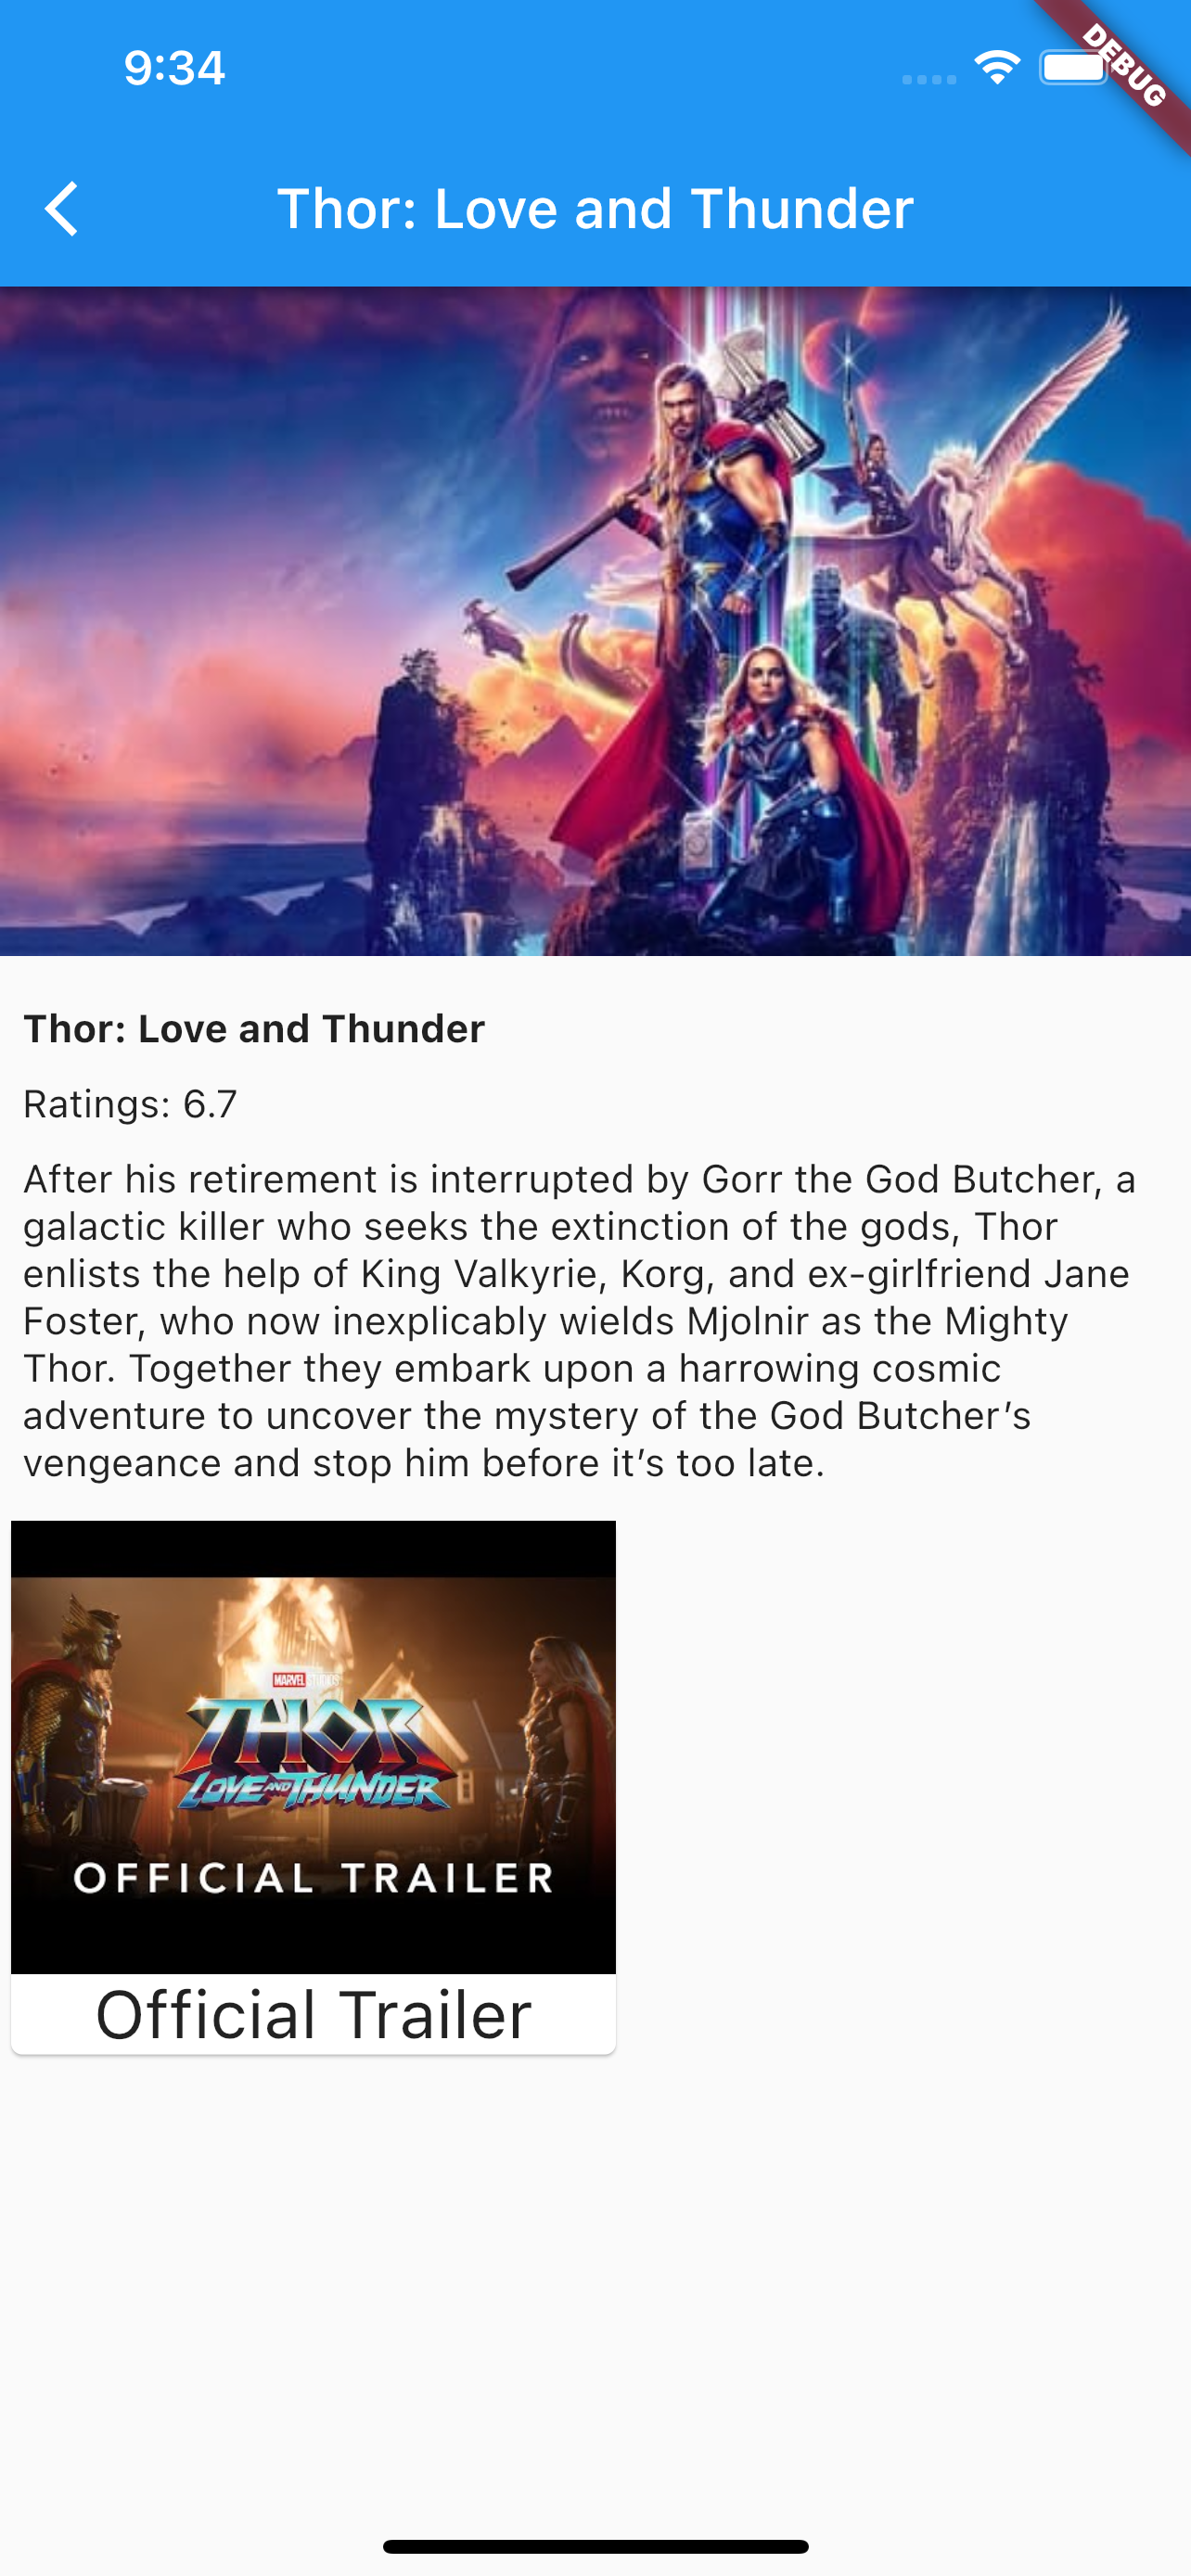 9:34
DEBUG
Thor: Love and Thunder
Thor: Love and Thunder
Ratings: 6.7
After his retirement is interrupted by Gorr the God Butcher, a
galactic killer who seeks the extinction of the gods, Thor
enlists the help of King Valkyrie, Korg, and ex-girlfriend Jane
Foster, who now inexplicably wields Mjolnir as the Mighty
Thor. Together they embark upon a harrowing cosmic
adventure to uncover the mystery of the God Butcher’s
vengeance and stop him before it’s too late.
MARVEL STUDIOS
THOR
LOVE AND THUNDER
OFFICIAL TRAILER
Official Trailer